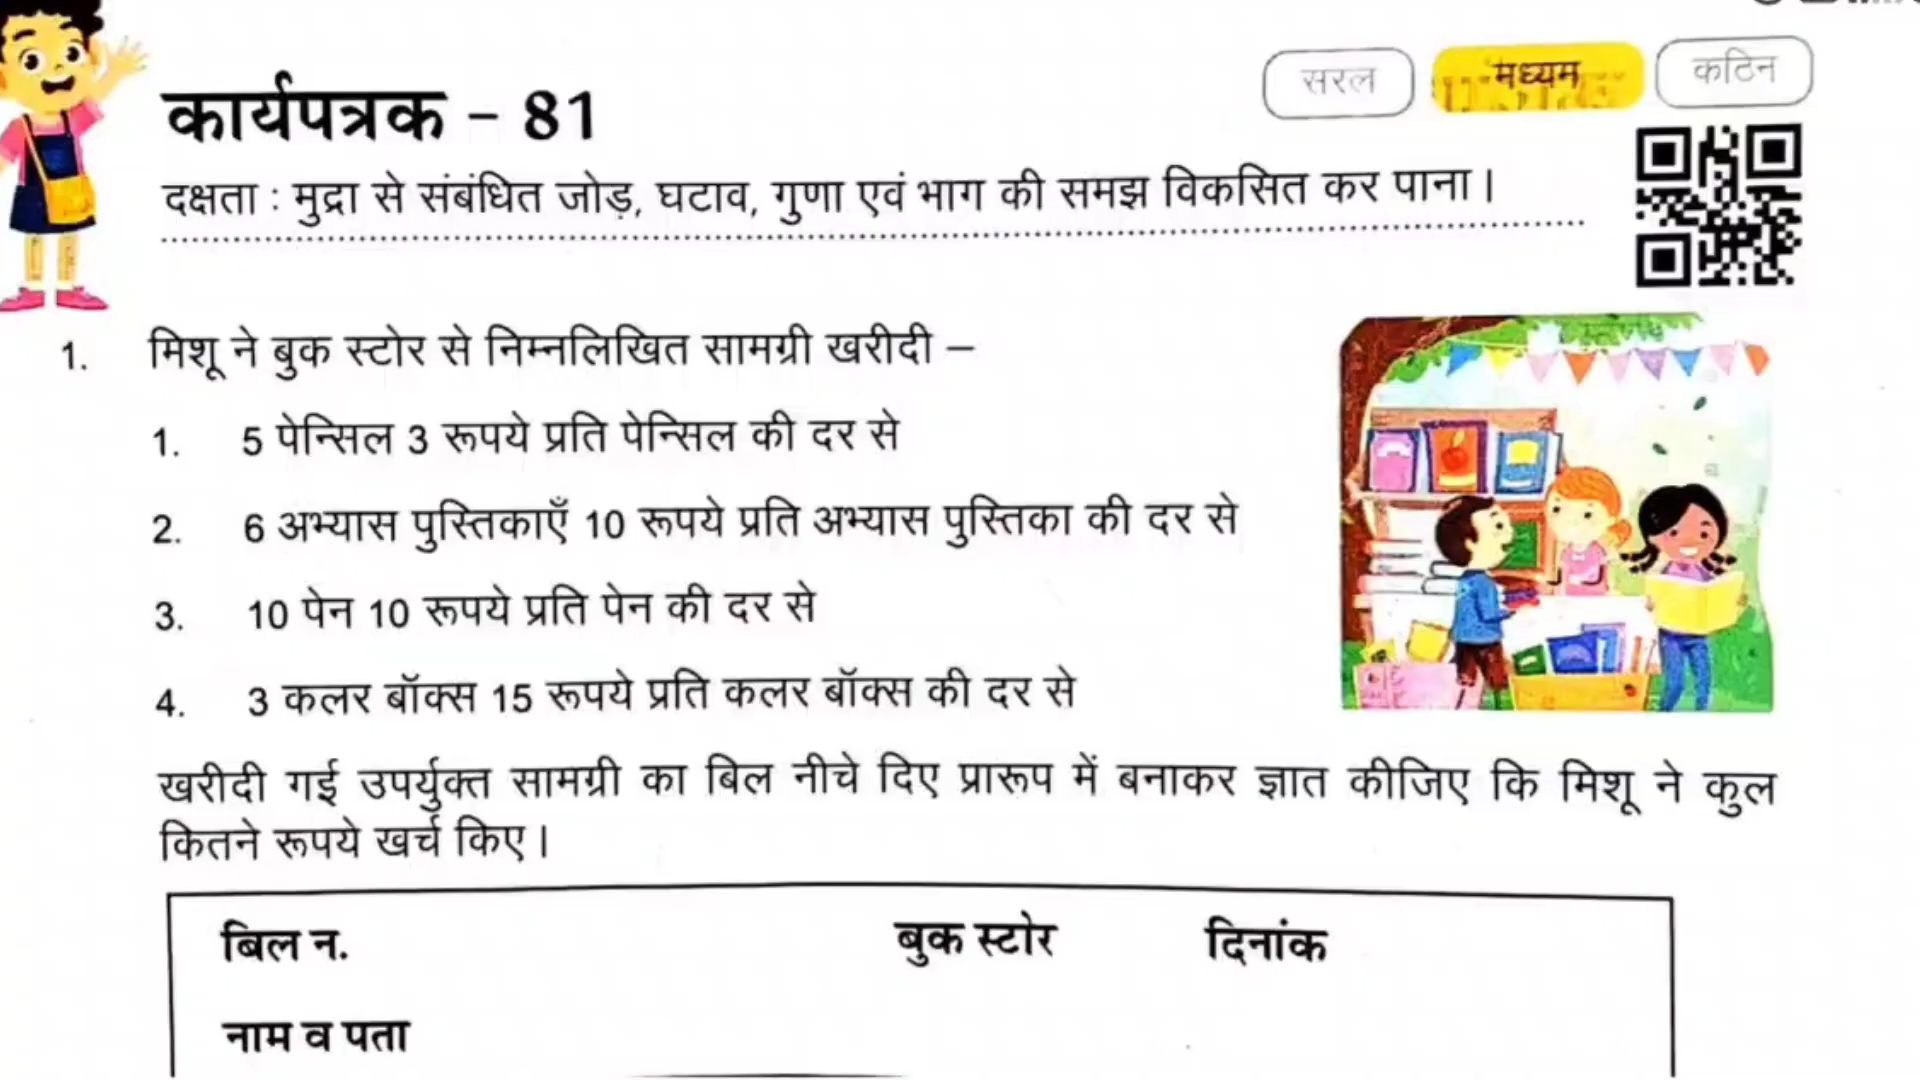 सरल मध्यम कठिन
कार्यपत्रक - 81
दक्षता : मुद्रा से संबंधित जोड़, घटाव, गुणा एवं भाग की समझ विकसित कर पाना।
1. मिशू ने बुक स्टोर से निम्नलिखित सामग्री खरीदी –
1. 5 पेन्सिल 3 रूपये प्रति पेन्सिल की दर से
2. 6 अभ्यास पुस्तिकाएँ 10 रूपये प्रति अभ्यास पुस्तिका की दर से
3. 10 पेन 10 रूपये प्रति पेन की दर से
4. 3 कलर बॉक्स 15 रूपये प्रति कलर बॉक्स की दर से
खरीदी गई उपर्युक्त सामग्री का बिल नीचे दिए प्रारूप में बनाकर ज्ञात कीजिए कि मिशू ने कुल
कितने रूपये खर्च किए।
बिल न. बुक स्टोर दिनांक
नाम व पता